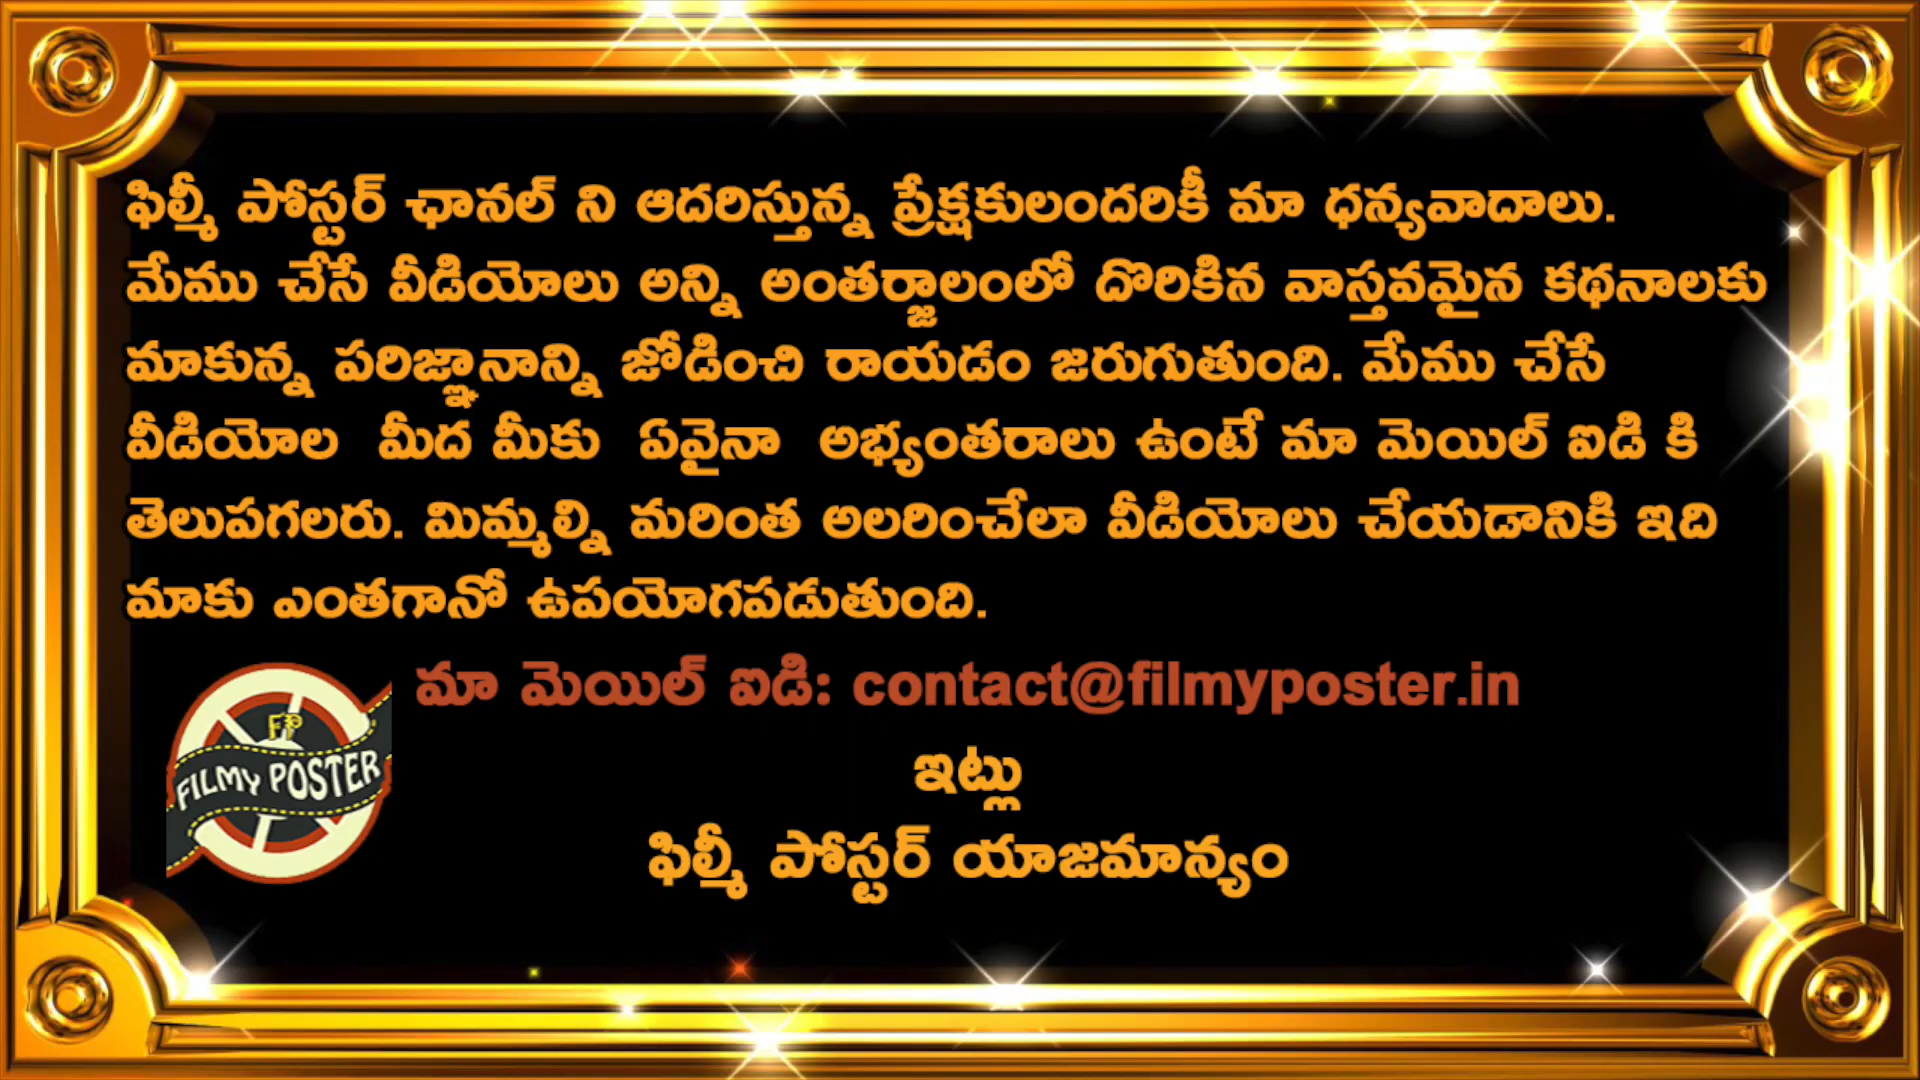 ఫిల్మీ పోస్టర్ ఛానల్ ని ఆదరిస్తున్న ప్రేక్షకులందరికీ మా ధన్యవాదాలు.
మేము చేసే వీడియోలు అన్ని అంతర్జాలంలో దొరికిన వాస్తవమైన కథనాలకు
మాకున్న పరిజ్ఞానాన్ని జోడించి రాయడం జరుగుతుంది. మేము చేసే
వీడియోల మీద మీకు ఏవైనా అభ్యంతరాలు ఉంటే మా మెయిల్ ఐడి కి
తెలుపగలరు. మిమ్మల్ని మరింత అలరించేలా వీడియోలు చేయడానికి ఇది
మాకు ఎంతగానో ఉపయోగపడుతుంది.
మా మెయిల్ ఐడి: contact@filmyposter.in
FP
FILMY POSTER
ఇట్లు
ఫిల్మీ పోస్టర్ యాజమాన్యం